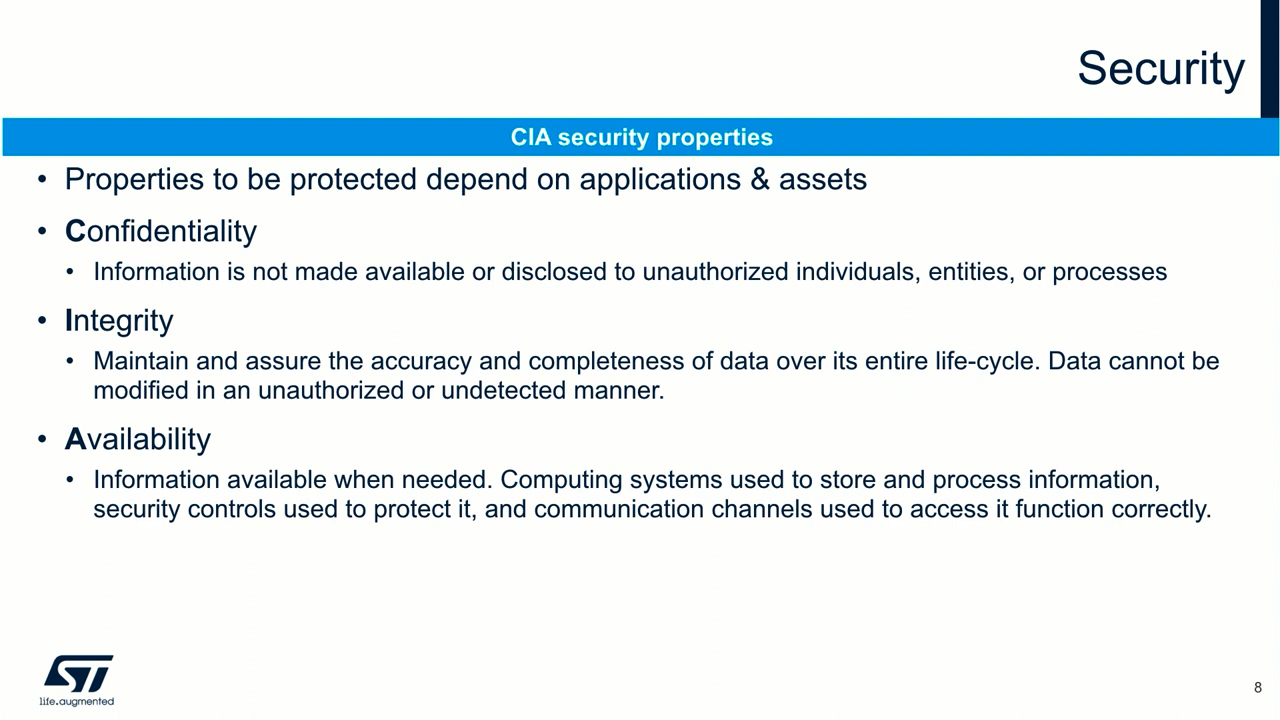 Security
CIA security properties
• Properties to be protected depend on applications & assets
• Confidentiality
• Information is not made available or disclosed to unauthorized individuals, entities, or processes
• Integrity
• Maintain and assure the accuracy and completeness of data over its entire life-cycle. Data cannot be
modified in an unauthorized or undetected manner.
• Availability
• Information available when needed. Computing systems used to store and process information,
security controls used to protect it, and communication channels used to access it function correctly.
ST
life.augmented
8